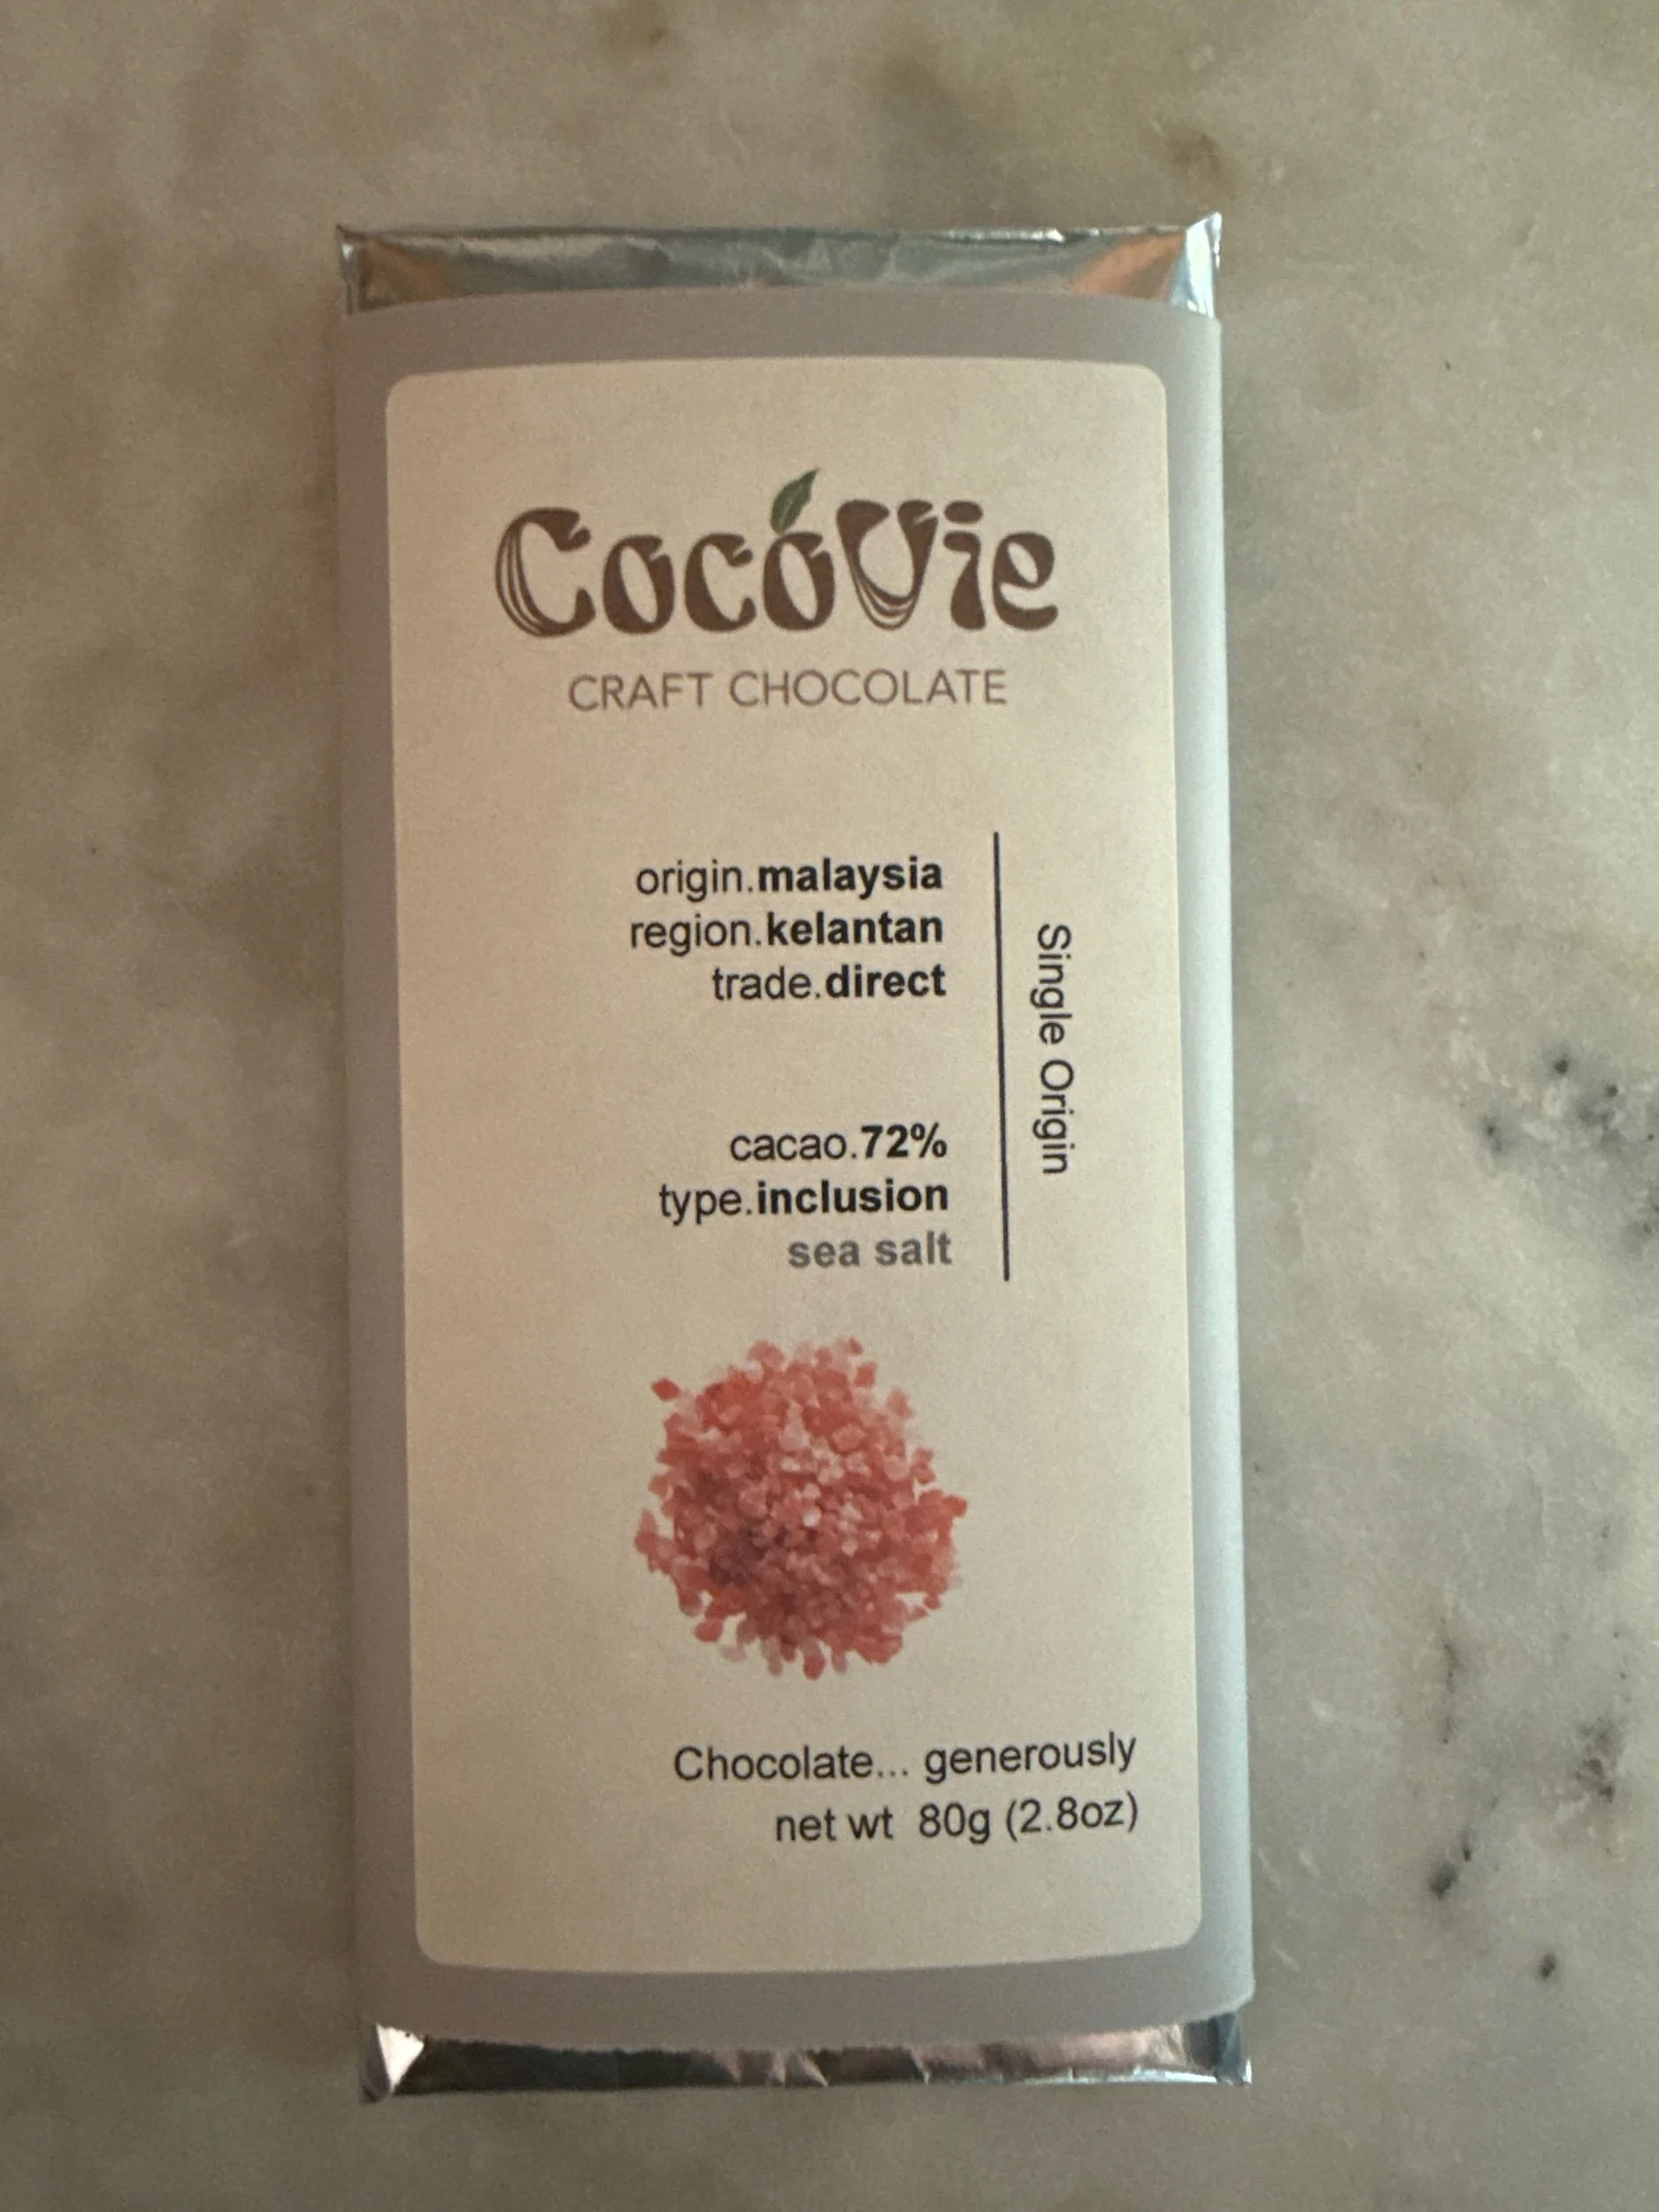 CocóVie
CRAFT CHOCOLATE
origin.malaysia
region.kelantan
trade.direct
Single Origin
cacao.72%
type.inclusion
sea salt
Chocolate... generously
net wt 80g (2.8oz)